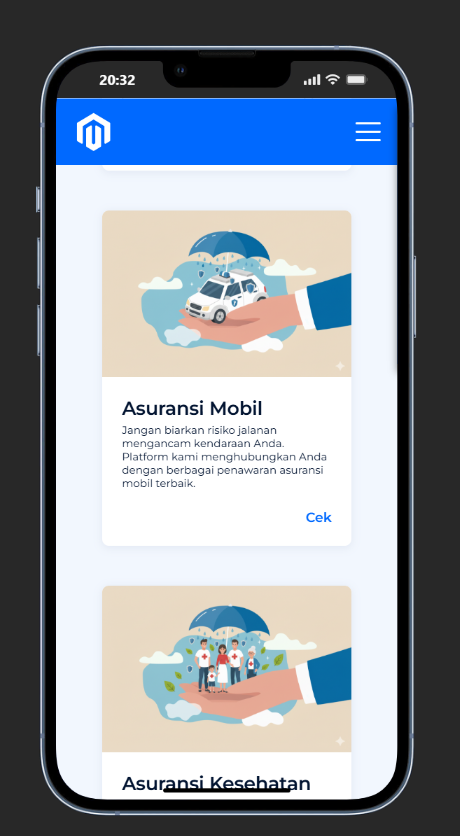 20:32
Asuransi Mobil
Jangan biarkan risiko jalanan
mengancam kendaraan Anda.
Platform kami menghubungkan Anda
dengan berbagai penawaran asuransi
mobil terbaik.
Cek
Asuransi Kesehatan